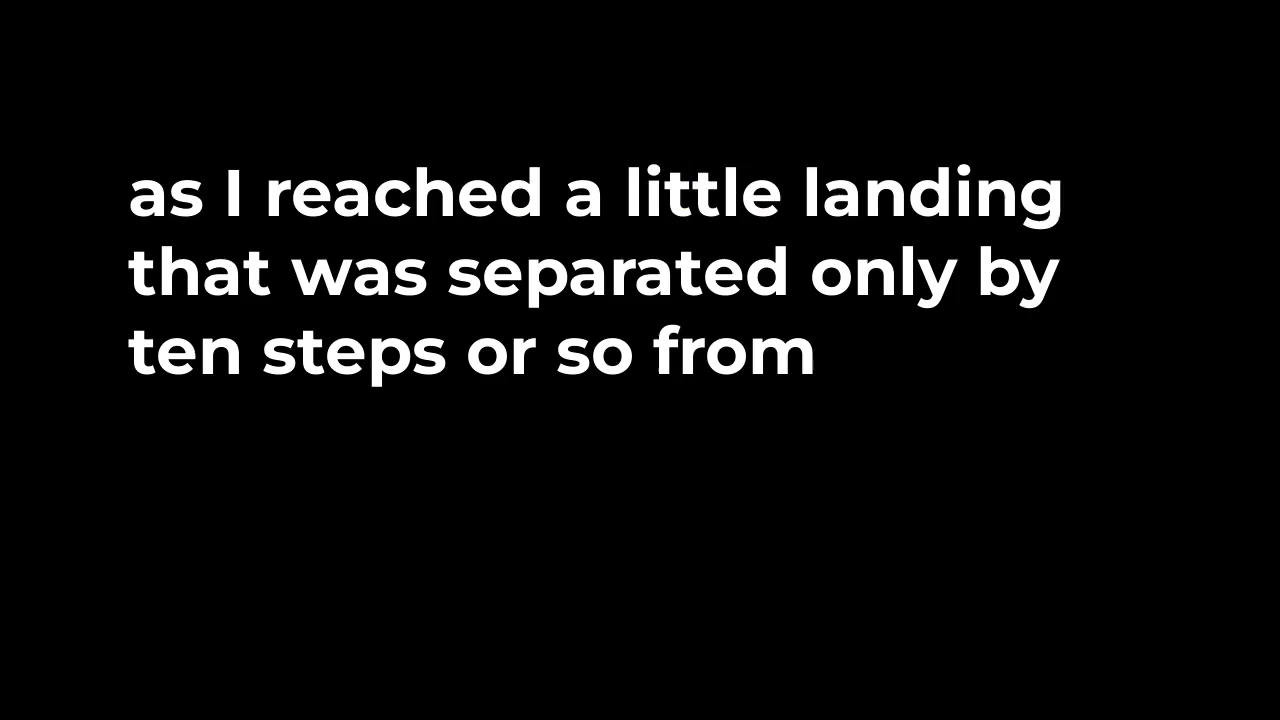 as I reached a little landing
that was separated only by
ten steps or so from